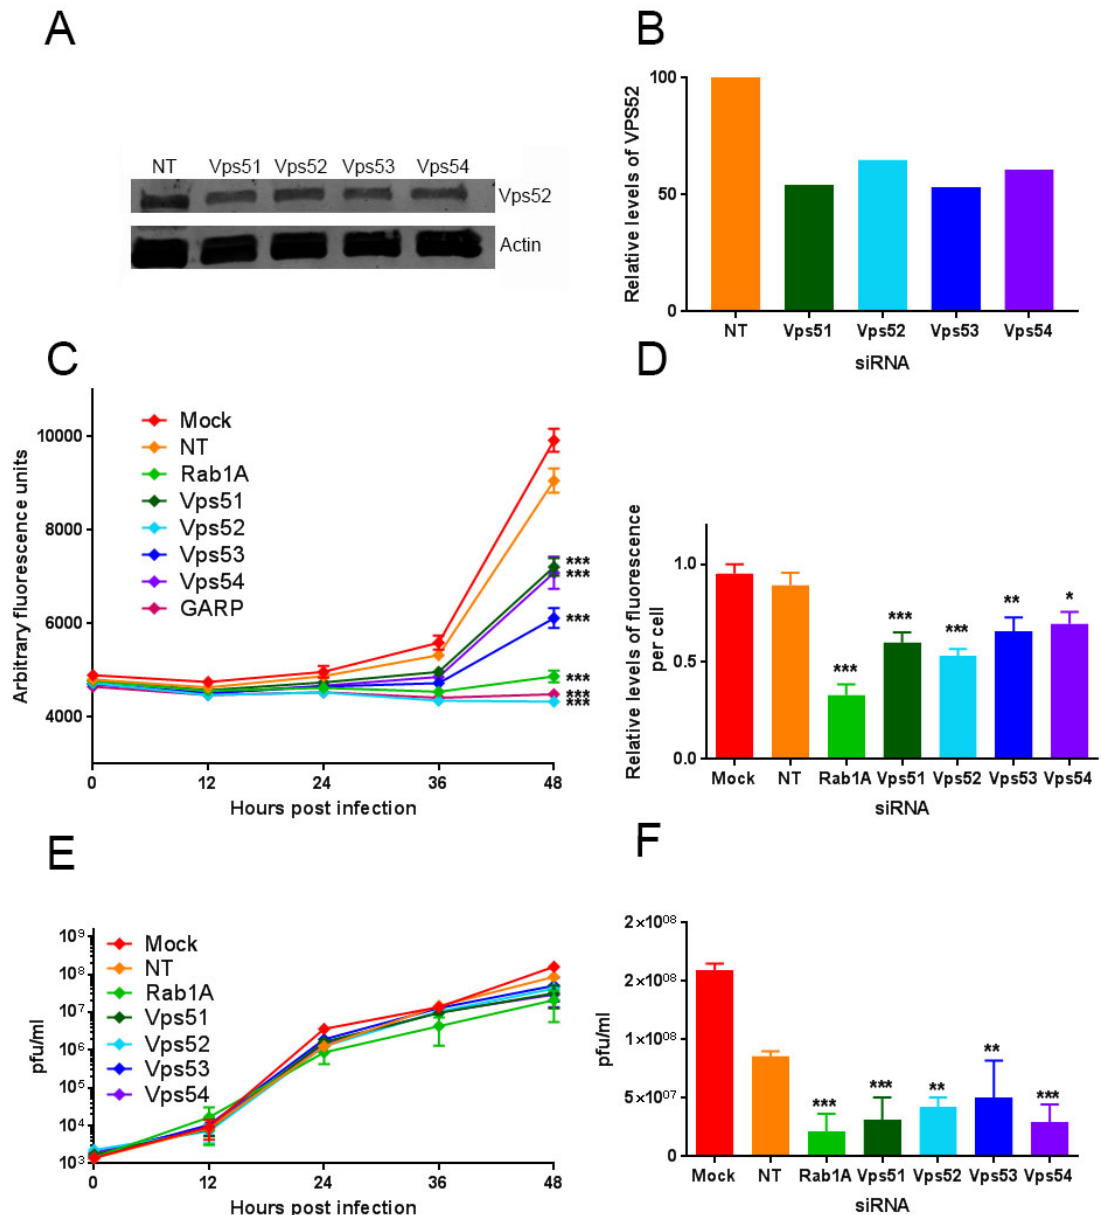 A
NT Vps51 Vps52 Vps53 Vps54
Vps52
Actin
B
Relative levels of VPS52
100
50
0
NT Vps51 Vps52 Vps53 Vps54
siRNA
C
Arbitrary fluorescence units
10000
8000
6000
4000
Mock
NT
Rab1A
Vps51
Vps52
Vps53
Vps54
GARP
***
***
***
***
***
***
0 12 24 36 48
Hours post infection
D
Relative levels of fluorescence
per cell
1.0
0.5
0.0
*** *** *** ** *
Mock NT Rab1A Vps51 Vps52 Vps53 Vps54
siRNA
E
pfu/ml
10⁹
10⁸
10⁷
10⁶
10⁵
10⁴
10³
Mock
NT
Rab1A
Vps51
Vps52
Vps53
Vps54
0 12 24 36 48
Hours post infection
F
pfu/ml
2×10⁰⁸
2×10⁰⁸
1×10⁰⁸
5×10⁰⁷
0
*** *** ** ** ***
Mock NT Rab1A Vps51 Vps52 Vps53 Vps54
siRNA